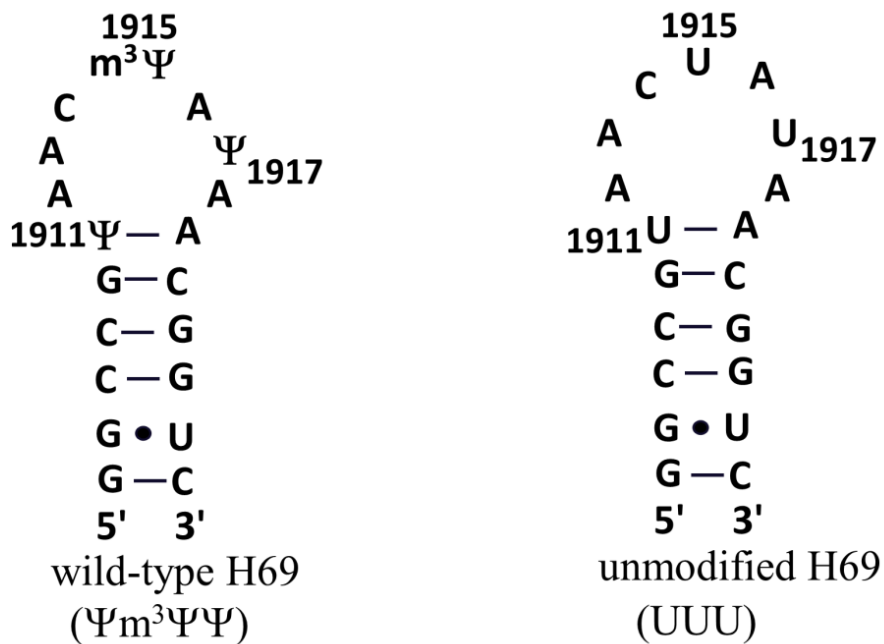 1915
m³Ψ
C A
A Ψ 1917
A A
1911 Ψ — A
G — C
C — G
C — G
G • U
G — C
5' 3'
wild-type H69
(Ψm³ΨΨ)
1915
U
C A
A U 1917
A A
1911 U — A
G — C
C — G
C — G
G • U
G — C
5' 3'
unmodified H69
(UUU)